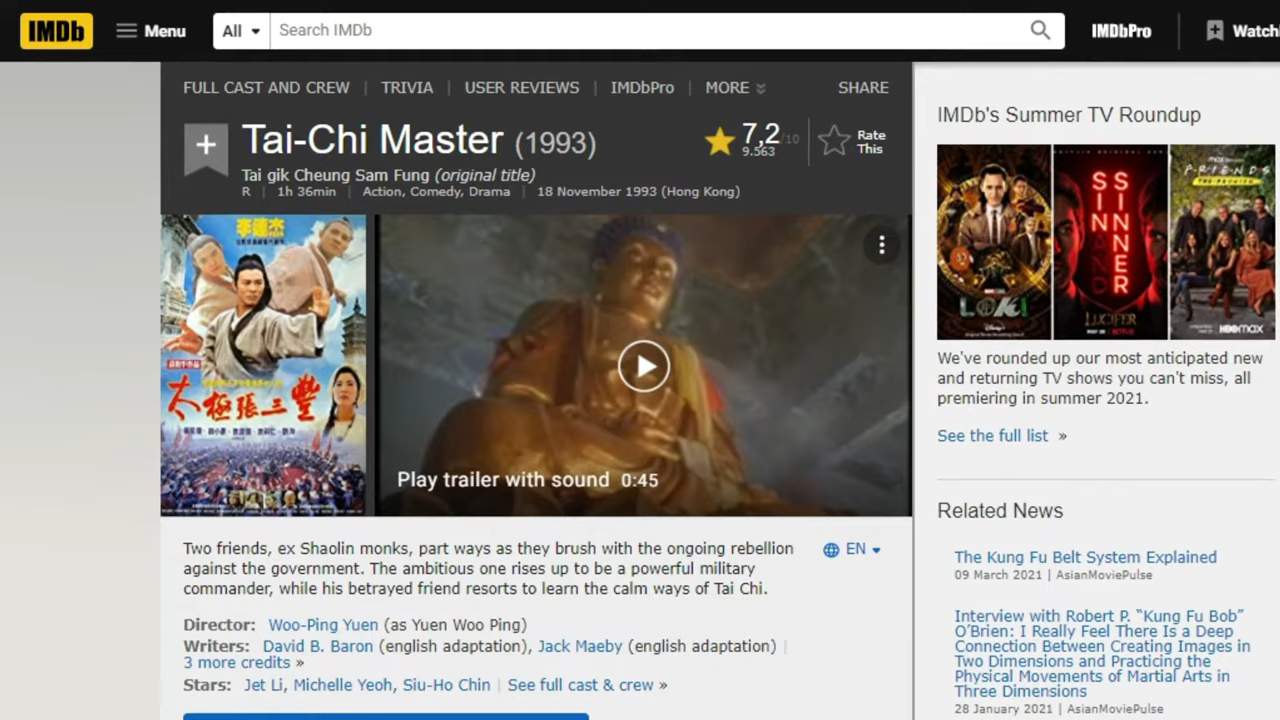 IMDb
Menu
All
Search IMDb
IMDbPro
Watchl
FULL CAST AND CREW | TRIVIA | USER REVIEWS | IMDbPro | MORE
SHARE
Tai-Chi Master (1993)
Tai gik Cheung Sam Fung (original title)
R | 1h 36min | Action, Comedy, Drama | 18 November 1993 (Hong Kong)
7,2/10
9.563
Rate
This
李連杰
太極張三豐
Play trailer with sound 0:45
Two friends, ex Shaolin monks, part ways as they brush with the ongoing rebellion
against the government. The ambitious one rises up to be a powerful military
commander, while his betrayed friend resorts to learn the calm ways of Tai Chi.
EN
Director: Woo-Ping Yuen (as Yuen Woo Ping)
Writers: David B. Baron (english adaptation), Jack Maeby (english adaptation) |
3 more credits »
Stars: Jet Li, Michelle Yeoh, Siu-Ho Chin | See full cast & crew »
IMDb's Summer TV Roundup
LOKI
Disney+
SIN AND
SINNER
LUCIFER
NETFLIX
F·R·I·E·N·D·S
THE REUNION
HBOmax
We've rounded up our most anticipated new
and returning TV shows you can't miss, all
premiering in summer 2021.
See the full list »
Related News
The Kung Fu Belt System Explained
09 March 2021 | AsianMoviePulse
Interview with Robert P. “Kung Fu Bob”
O’Brien: I Really Feel There Is a Deep
Connection Between Creating Images in
Two Dimensions and Practicing the
Physical Movements of Martial Arts in
Three Dimensions
28 January 2021 | AsianMoviePulse